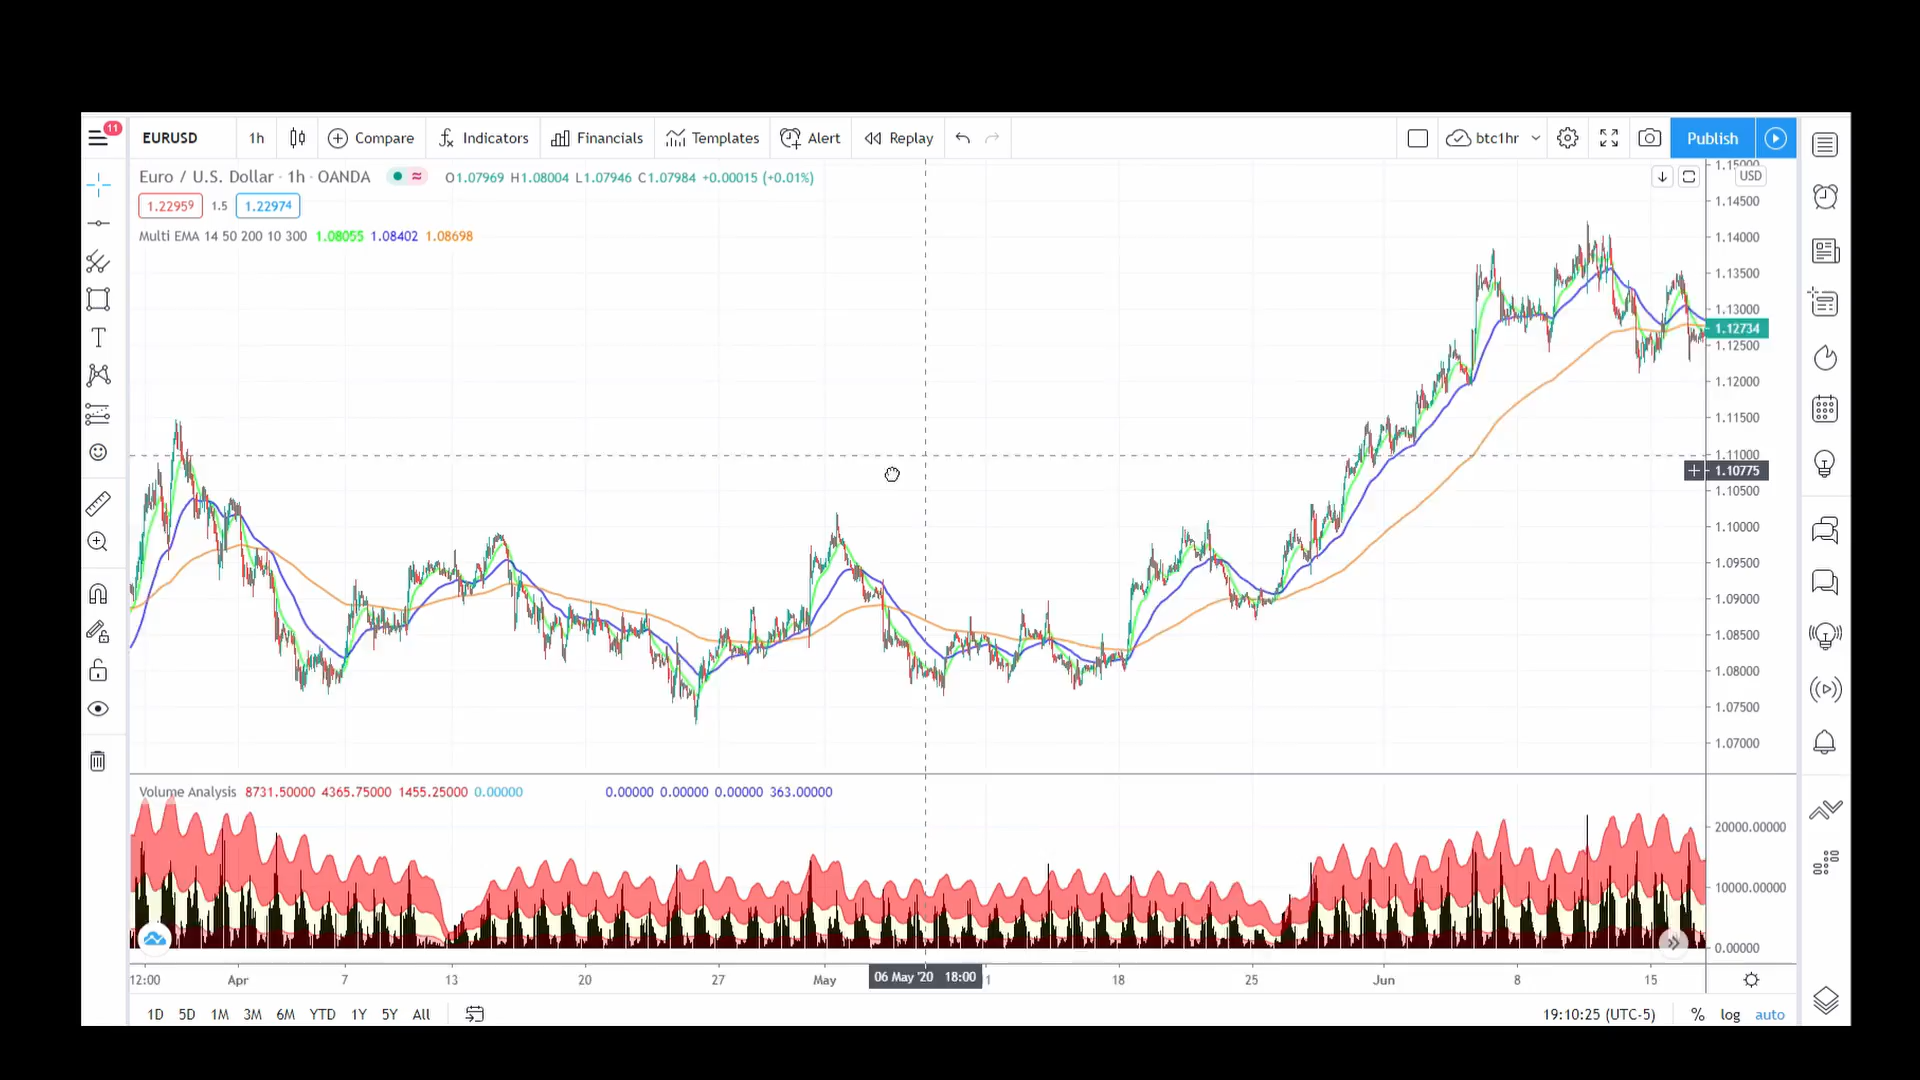 11
EURUSD 1h Compare Indicators Financials Templates Alert Replay btc1hr Publish
Euro / U.S. Dollar · 1h · OANDA O1.07969 H1.08004 L1.07946 C1.07984 +0.00015 (+0.01%)
1.22959 1.5 1.22974
Multi EMA 14 50 200 10 300 1.08055 1.08402 1.08698
USD
1.15000
1.14500
1.14000
1.13500
1.13000
1.12734
1.12500
1.12000
1.11500
1.11000
1.10775
1.10500
1.10000
1.09500
1.09000
1.08500
1.08000
1.07500
1.07000
Volume Analysis 8731.50000 4365.75000 1455.25000 0.00000 0.00000 0.00000 0.00000 363.00000
20000.00000
10000.00000
0.00000
12:00 Apr 7 13 20 27 May 06 May '20 18:00 1 18 25 Jun 8 15
1D 5D 1M 3M 6M YTD 1Y 5Y All 19:10:25 (UTC-5) % log auto